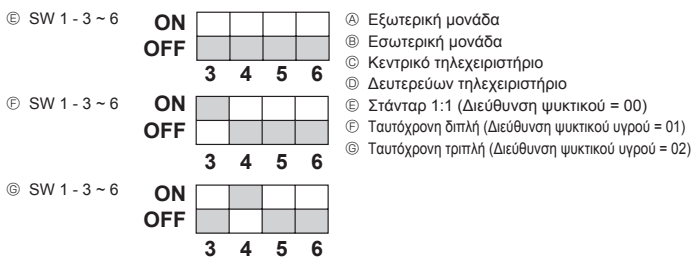 Ⓔ SW 1 - 3 ~ 6
ON
OFF
3 4 5 6
Ⓕ SW 1 - 3 ~ 6
ON
OFF
3 4 5 6
Ⓖ SW 1 - 3 ~ 6
ON
OFF
3 4 5 6
Ⓐ Εξωτερική μονάδα
Ⓑ Εσωτερική μονάδα
Ⓒ Κεντρικό τηλεχειριστήριο
Ⓓ Δευτερεύων τηλεχειριστήριο
Ⓔ Στάνταρ 1:1 (Διεύθυνση ψυκτικού = 00)
Ⓕ Ταυτόχρονη διπλή (Διεύθυνση ψυκτικού υγρού = 01)
Ⓖ Ταυτόχρονη τριπλή (Διεύθυνση ψυκτικού υγρού = 02)